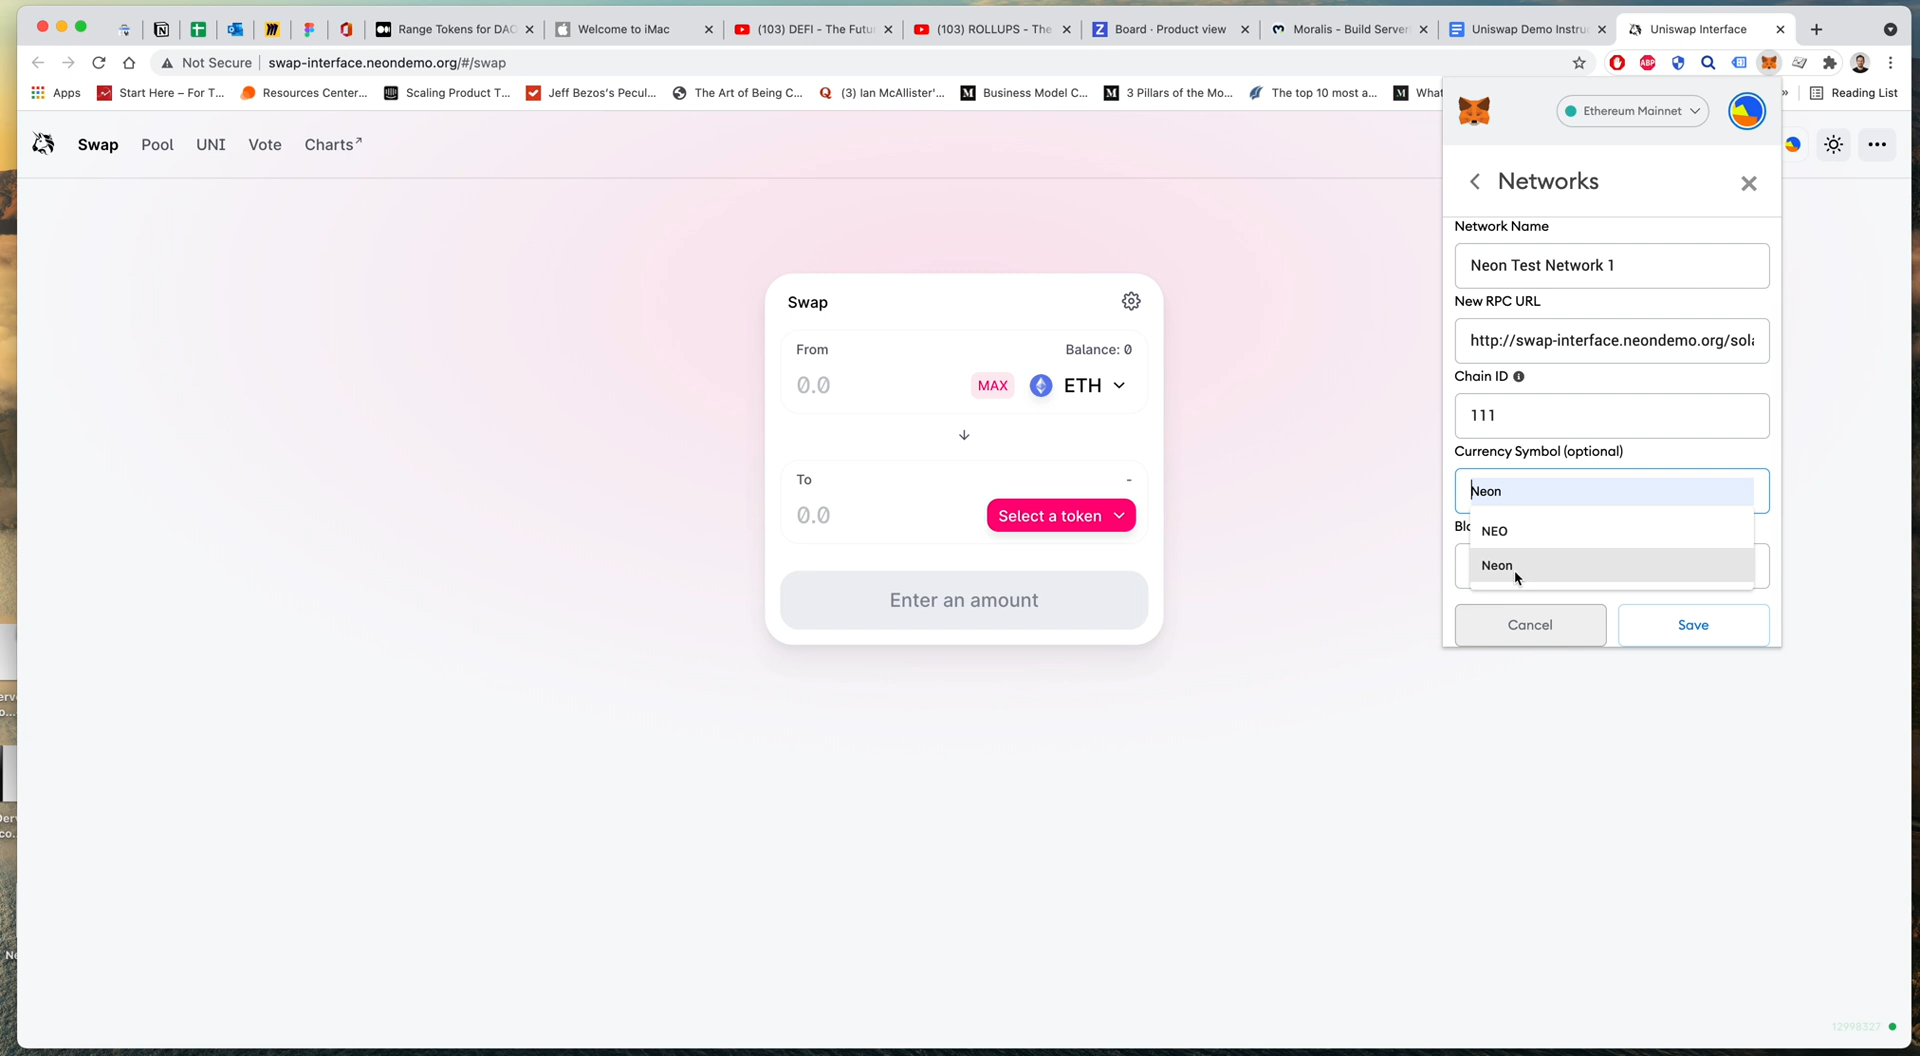 Range Tokens for DAO
Welcome to iMac
(103) DEFI - The Futu
(103) ROLLUPS - The
Board · Product view
Moralis - Build Server
Uniswap Demo Instruc
Uniswap Interface
Not Secure
swap-interface.neondemo.org/#/swap
ABP
Apps
Start Here – For T...
Resources Center...
Scaling Product T...
Jeff Bezos's Pecul...
The Art of Being C...
(3) Ian McAllister'...
Business Model C...
3 Pillars of the Mo...
The top 10 most a...
What
»
Reading List
Ethereum Mainnet
Swap
Pool
UNI
Vote
Charts↗
Networks
Network Name
Neon Test Network 1
New RPC URL
http://swap-interface.neondemo.org/sola
Chain ID
111
Currency Symbol (optional)
Neon
NEO
Neon
Cancel
Save
Swap
From
Balance: 0
0.0
MAX
ETH
To
-
0.0
Select a token
Enter an amount
12998327